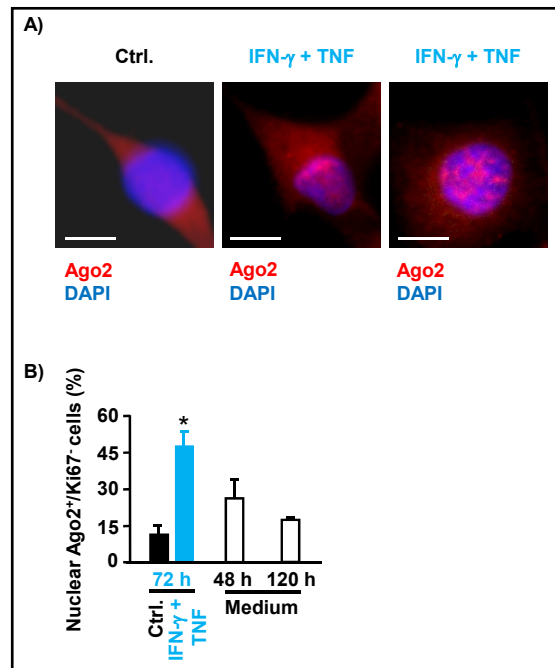 A)
Ctrl. IFN-γ + TNF IFN-γ + TNF
Ago2 Ago2 Ago2
DAPI DAPI DAPI
B)
Nuclear Ago2⁺/Ki67⁻ cells (%)
60
45
30
15
0
*
72 h 48 h 120 h
Ctrl.
IFN-γ +
TNF
Medium